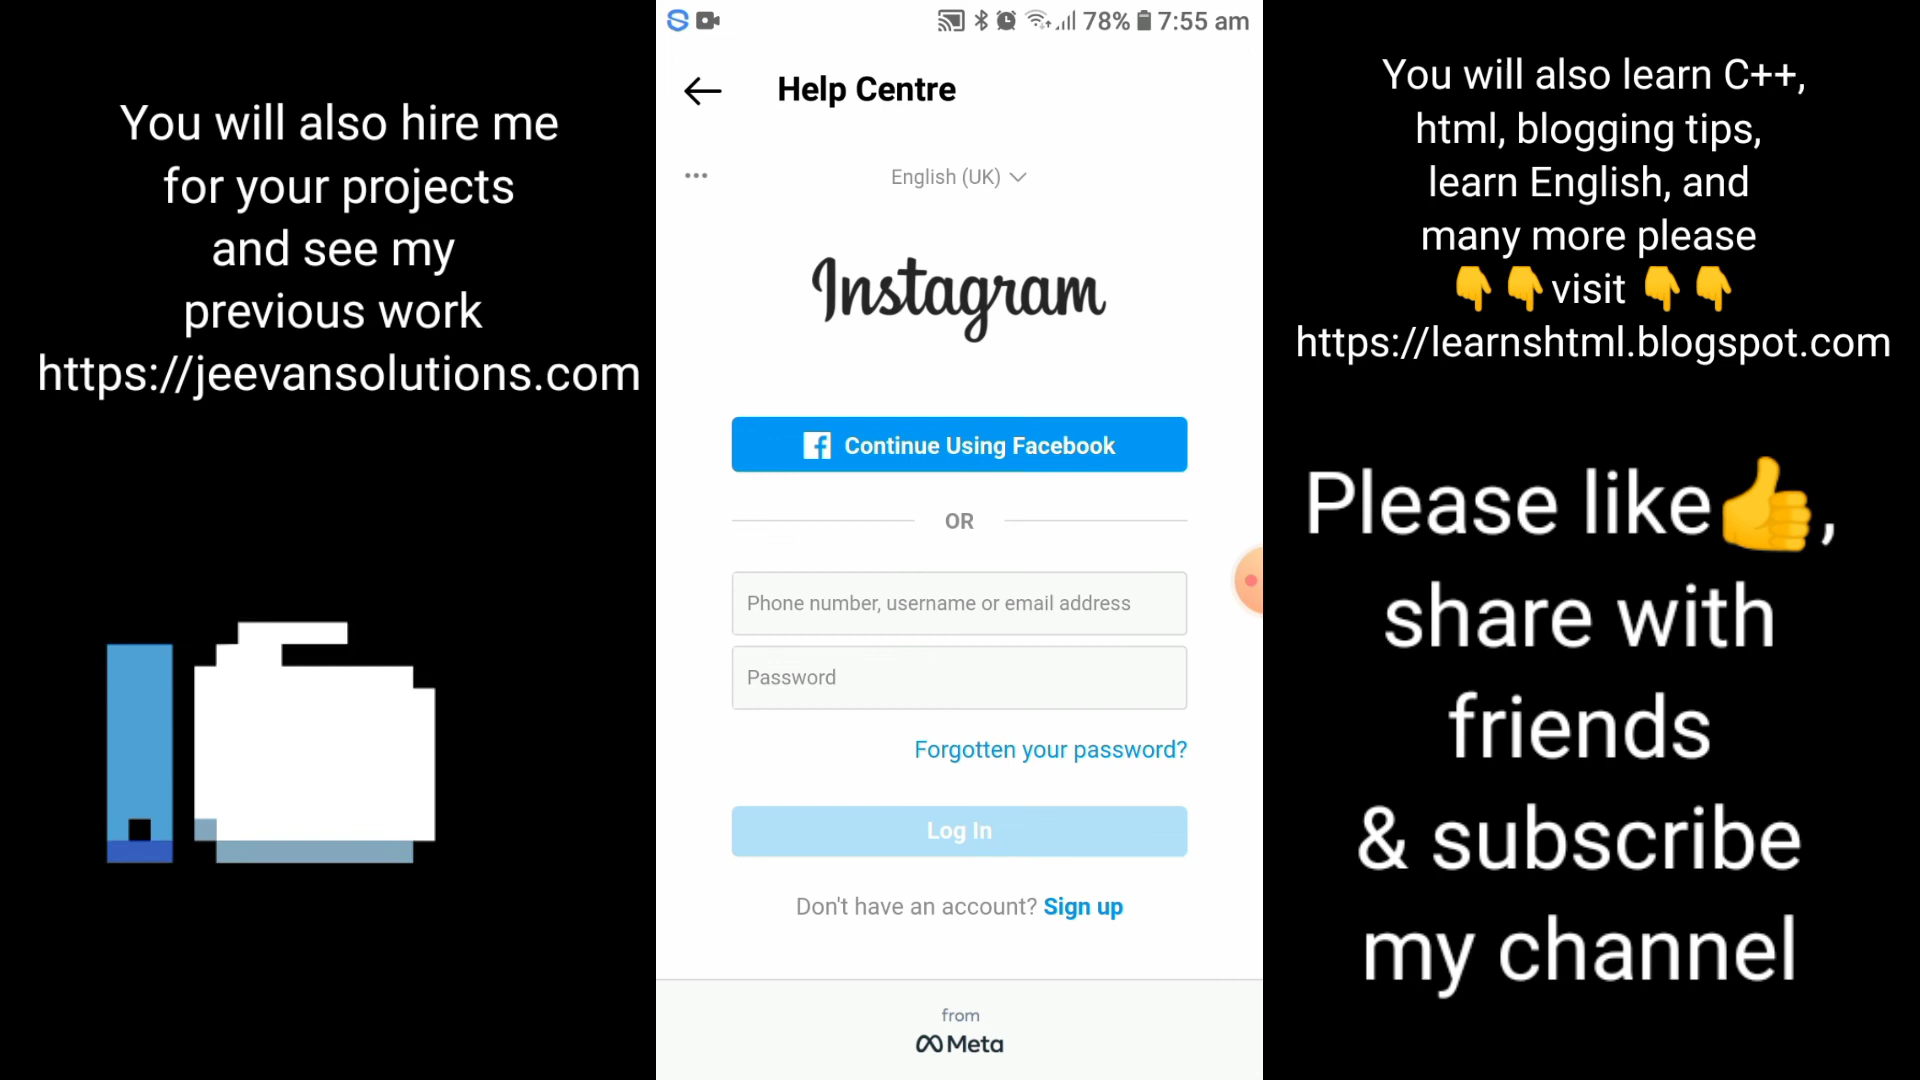 You will also hire me
for your projects
and see my
previous work
https://jeevansolutions.com
78% 7:55 am
Help Centre
English (UK)
Instagram
Continue Using Facebook
OR
Phone number, username or email address
Password
Forgotten your password?
Log In
Don't have an account? Sign up
from
Meta
You will also learn C++,
html, blogging tips,
learn English, and
many more please
👇👇visit 👇👇
https://learnshtml.blogspot.com
Please like👍,
share with
friends
& subscribe
my channel